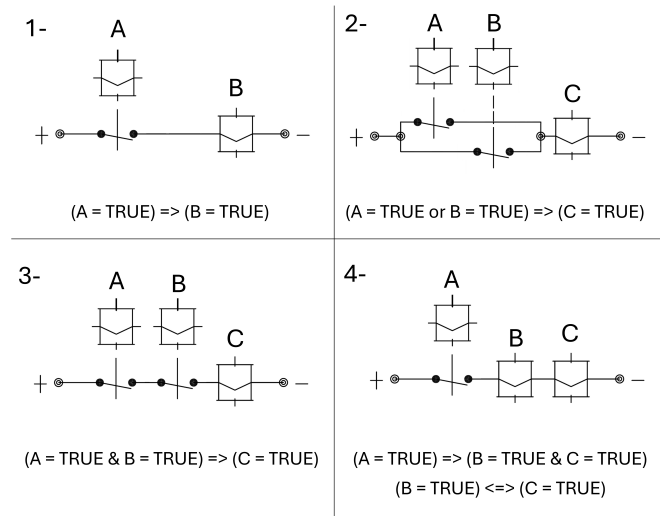 1-
A
B
+ −
(A = TRUE) => (B = TRUE)
2-
A B
C
+ −
(A = TRUE or B = TRUE) => (C = TRUE)
3-
A B
C
+ −
(A = TRUE & B = TRUE) => (C = TRUE)
4-
A
B C
+ −
(A = TRUE) => (B = TRUE & C = TRUE)
(B = TRUE) <=> (C = TRUE)